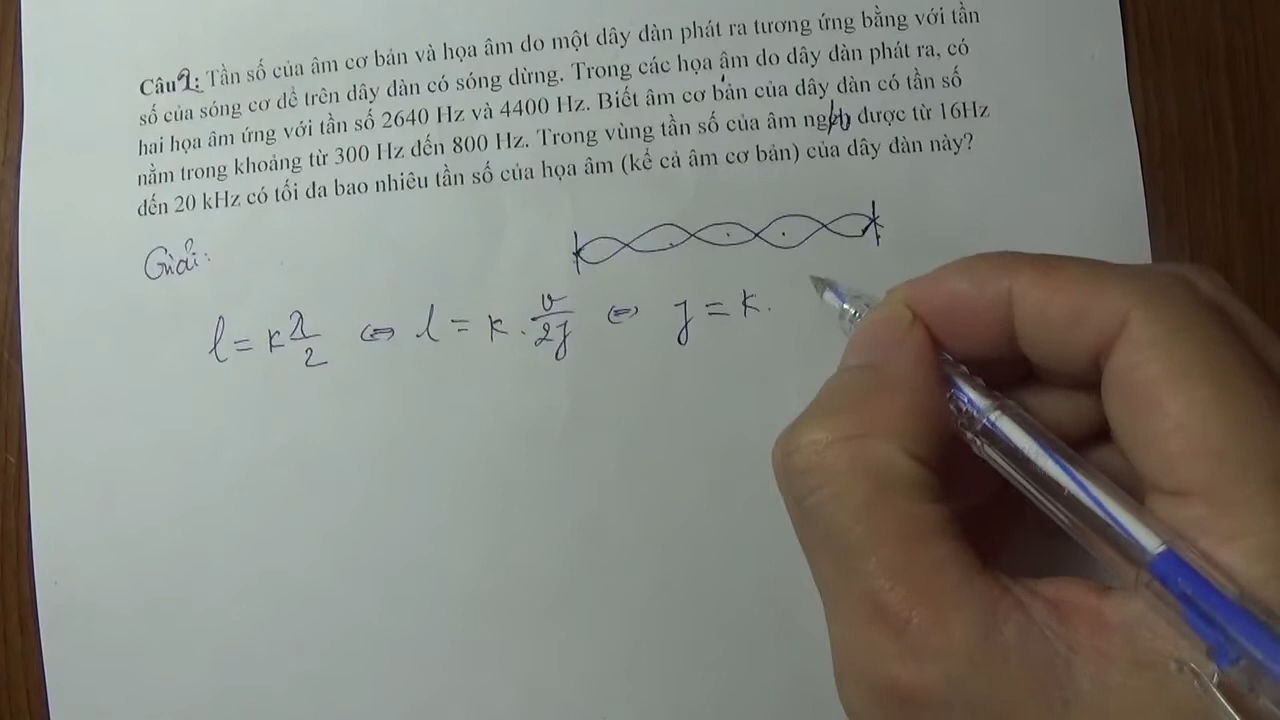 Câu 2: Tần số của âm cơ bản và họa âm do một dây đàn phát ra tương ứng bằng với tần
số của sóng cơ để trên dây đàn có sóng dừng. Trong các họa âm do dây đàn phát ra, có
hai họa âm ứng với tần số 2640 Hz và 4400 Hz. Biết âm cơ bản của dây đàn có tần số
nằm trong khoảng từ 300 Hz đến 800 Hz. Trong vùng tần số của âm nghe được từ 16Hz
đến 20 kHz có tối đa bao nhiêu tần số của họa âm (kể cả âm cơ bản) của dây đàn này?
Giải:
l = k λ/2 ⇔ l = k . v/2f ⇔ f = k.